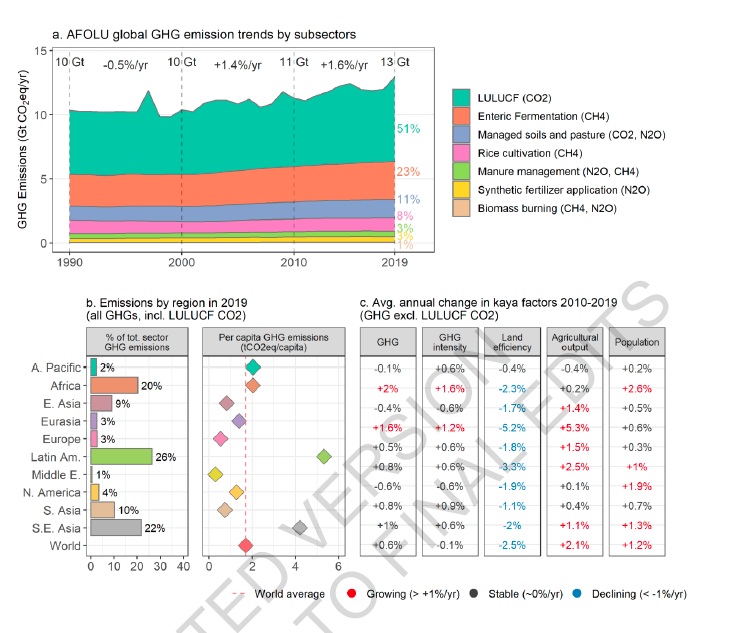 a. AFOLU global GHG emission trends by subsectors
GHG Emissions (Gt CO2eq/yr)
15
10
5
0
10 Gt
-0.5%/yr
10 Gt
+1.4%/yr
11 Gt
+1.6%/yr
13 Gt
51%
23%
11%
8%
3%
3%
1%
1990
2000
2010
2019
LULUCF (CO2)
Enteric Fermentation (CH4)
Managed soils and pasture (CO2, N2O)
Rice cultivation (CH4)
Manure management (N2O, CH4)
Synthetic fertilizer application (N2O)
Biomass burning (CH4, N2O)
b. Emissions by region in 2019
(all GHGs, incl. LULUCF CO2)
c. Avg. annual change in kaya factors 2010-2019
(GHG excl. LULUCF CO2)
% of tot. sector
GHG emissions
Per capita GHG emissions
(tCO2eq/capita)
GHG
GHG
intensity
Land
efficiency
Agricultural
output
Population
A. Pacific 2% -0.1% +0.6% -0.4% -0.4% +0.2%
Africa 20% +2% +1.6% -2.3% +0.2% +2.6%
E. Asia 9% -0.4% -0.6% -1.7% +1.4% +0.5%
Eurasia 3% +1.6% +1.2% -5.2% +5.3% +0.6%
Europe 3% +0.5% +0.6% -1.8% +1.5% +0.3%
Latin Am. 26% +0.8% +0.6% -3.3% +2.5% +1%
Middle E. 1% -0.6% -0.6% -1.9% +0.1% +1.9%
N. America 4% +0.8% +0.9% -1.1% +0.4% +0.7%
S. Asia 10% +1% +0.6% -2% +1.1% +1.3%
S.E. Asia 22% +0.6% -0.1% -2.5% +2.1% +1.2%
World
0 10 20 30 40
0 2 4 6
World average
Growing (> +1%/yr)
Stable (~0%/yr)
Declining (< -1%/yr)
TED VERSION
TO FINAL EDITS